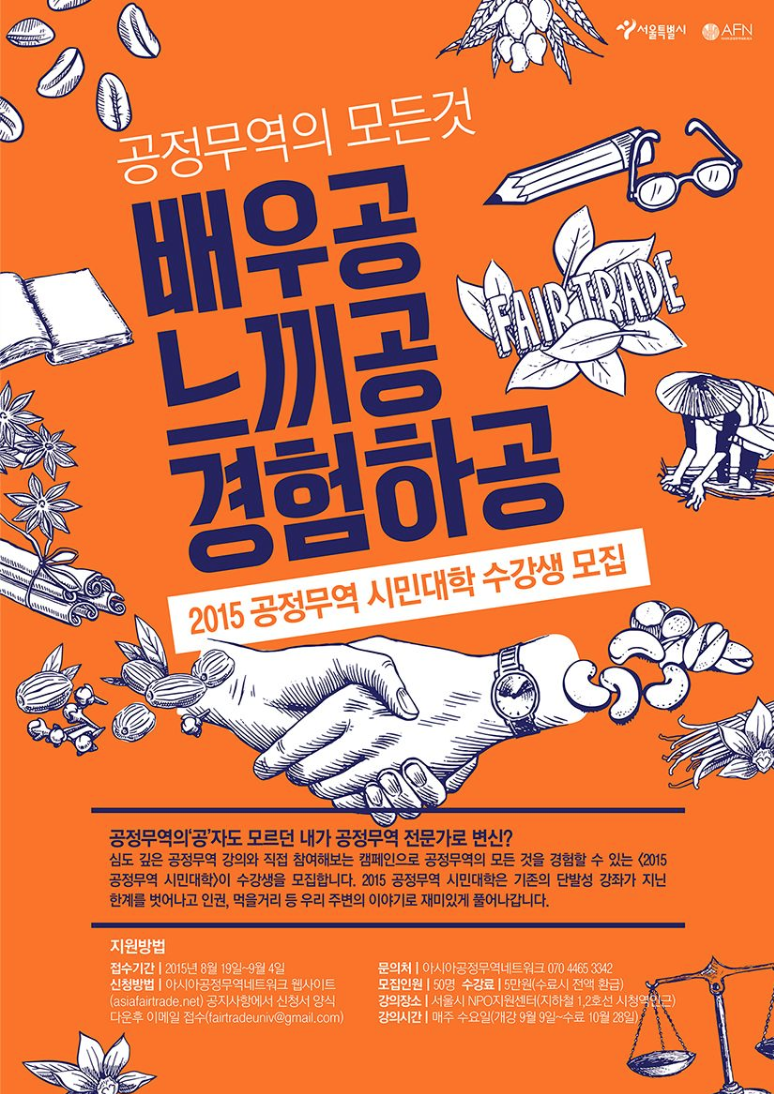 서울특별시
AFN
공정무역의 모든것
배우공
느끼공
경험하공
FAIR TRADE
2015 공정무역 시민대학 수강생 모집
공정무역의'공'자도 모르던 내가 공정무역 전문가로 변신?
심도 깊은 공정무역 강의와 직접 참여해보는 캠페인으로 공정무역의 모든 것을 경험할 수 있는 〈2015
공정무역 시민대학〉이 수강생을 모집합니다. 2015 공정무역 시민대학은 기존의 단발성 강좌가 지닌
한계를 벗어나고 인권, 먹을거리 등 우리 주변의 이야기로 재미있게 풀어나갑니다.
지원방법
접수기간 | 2015년 8월 19일~9월 4일
신청방법 | 아시아공정무역네트워크 웹사이트
(asiafairtrade.net) 공지사항에서 신청서 양식
다운후 이메일 접수(fairtradeuniv@gmail.com)
문의처 | 아시아공정무역네트워크 070 4465 3342
모집인원 | 50명 수강료 | 5만원(수료시 전액 환급)
강의장소 | 서울시 NPO지원센터(지하철 1,2호선 시청역인근)
강의시간 | 매주 수요일(개강 9월 9일~수료 10월 28일)